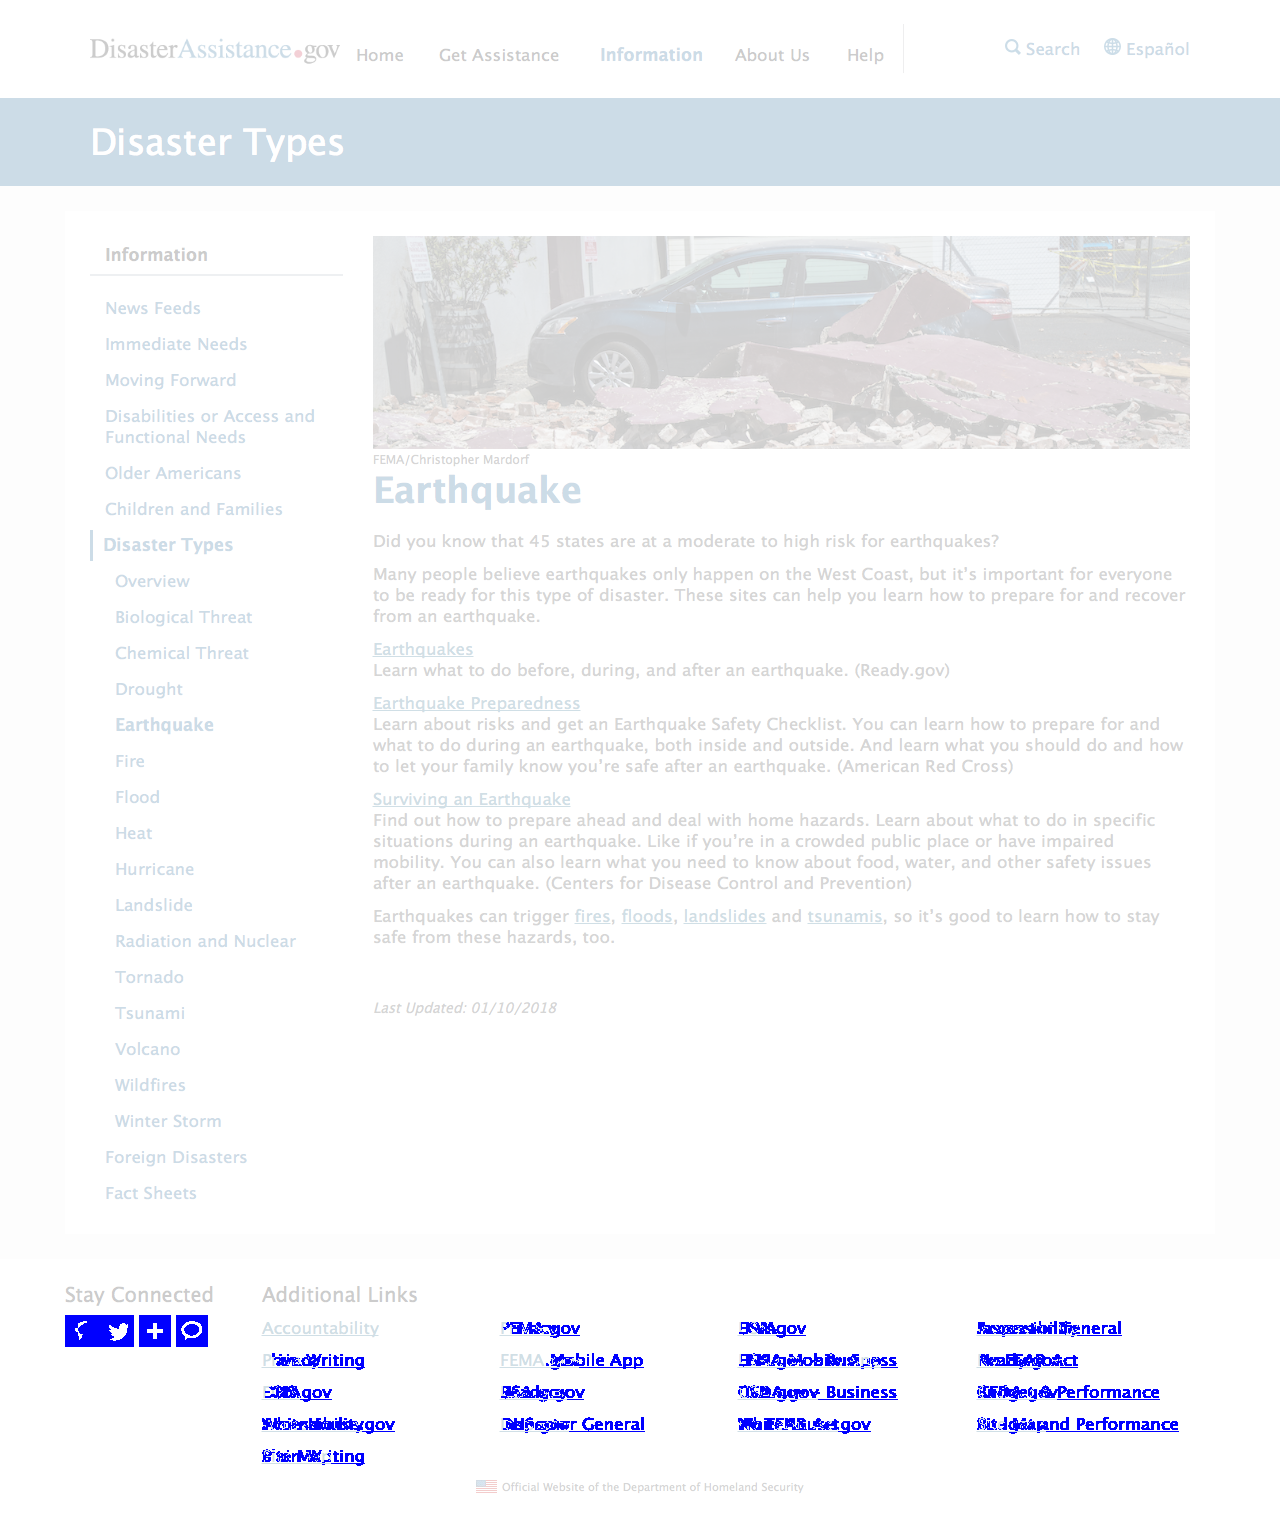 DisasterAssistance.gov Home Get Assistance Information About Us Help Search Español
Disaster Types
Information
News Feeds
Immediate Needs
Moving Forward
Disabilities or Access and
Functional Needs
Older Americans
Children and Families
Disaster Types
Overview
Biological Threat
Chemical Threat
Drought
Earthquake
Fire
Flood
Heat
Hurricane
Landslide
Radiation and Nuclear
Tornado
Tsunami
Volcano
Wildfires
Winter Storm
Foreign Disasters
Fact Sheets
FEMA/Christopher Mardorf
Earthquake
Did you know that 45 states are at a moderate to high risk for earthquakes?
Many people believe earthquakes only happen on the West Coast, but it's important for everyone
to be ready for this type of disaster. These sites can help you learn how to prepare for and recover
from an earthquake.
Earthquakes
Learn what to do before, during, and after an earthquake. (Ready.gov)
Earthquake Preparedness
Learn about risks and get an Earthquake Safety Checklist. You can learn how to prepare for and
what to do during an earthquake, both inside and outside. And learn what you should do and how
to let your family know you're safe after an earthquake. (American Red Cross)
Surviving an Earthquake
Find out how to prepare ahead and deal with home hazards. Learn about what to do in specific
situations during an earthquake. Like if you're in a crowded public place or have impaired
mobility. You can also learn what you need to know about food, water, and other safety issues
after an earthquake. (Centers for Disease Control and Prevention)
Earthquakes can trigger fires, floods, landslides and tsunamis, so it's good to learn how to stay
safe from these hazards, too.
Last Updated: 01/10/2018
Stay Connected
Additional Links
Accountability
Writing
FEMA Mobile App
Business
Business
Performance
General
and Performance
Official Website of the Department of Homeland Security